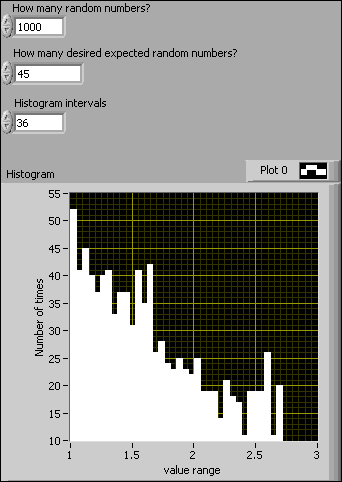 How many random numbers?
1000
How many desired expected random numbers?
45
Histogram intervals
36
Plot 0
Histogram
55
50
45
40
35
30
25
20
15
10
Number of times
1
1.5
2
2.5
3
value range